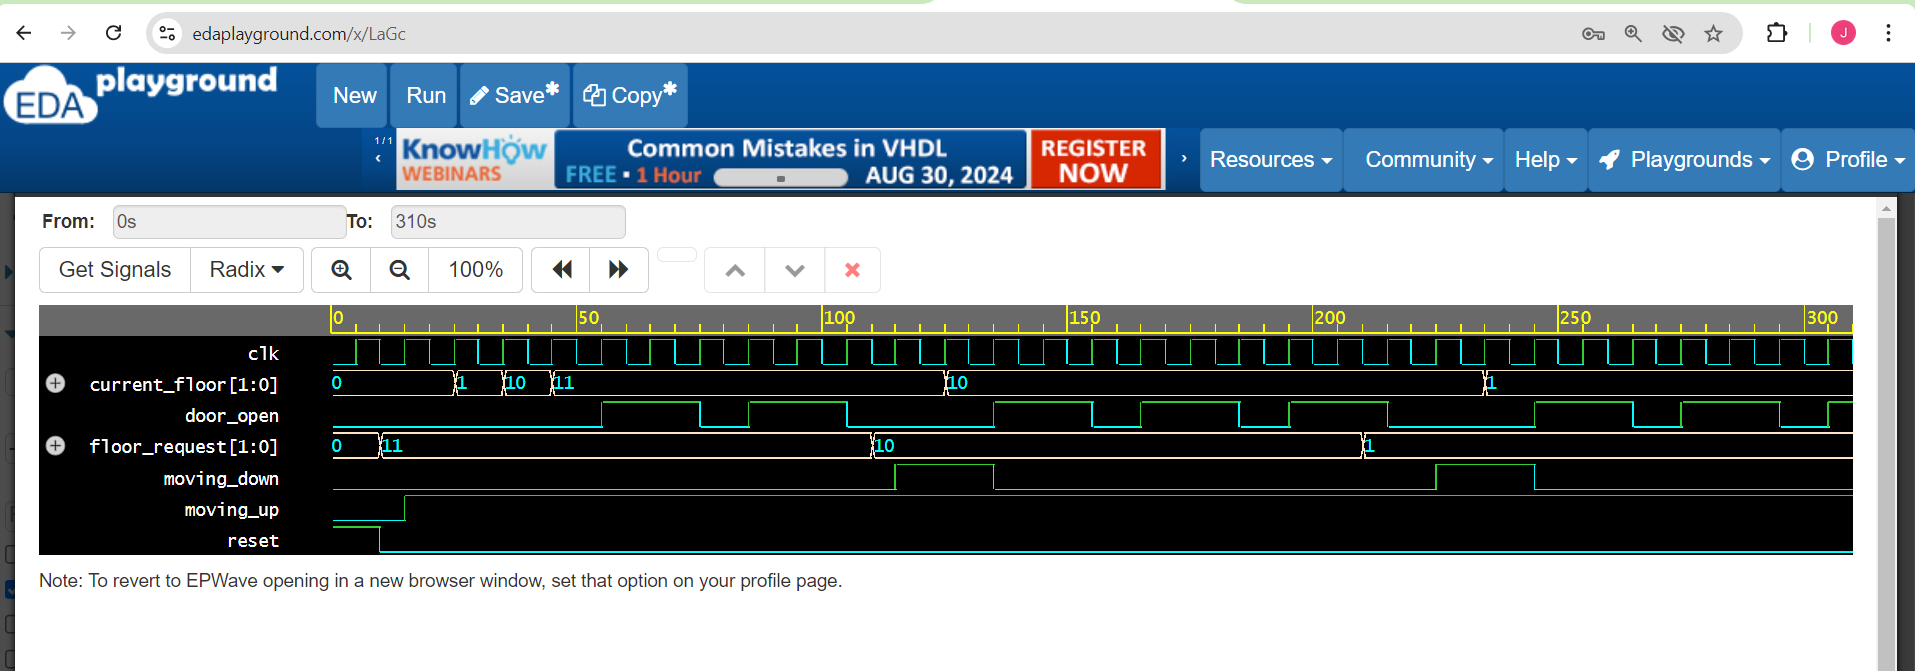 edaplayground.com/x/LaGc
J
EDA playground
New
Run
Save*
Copy*
1/1
‹
KnowHow
WEBINARS
Common Mistakes in VHDL
FREE • 1 Hour
AUG 30, 2024
REGISTER
NOW
›
Resources
Community
Help
Playgrounds
Profile
From: 0s To: 310s
Get Signals
Radix
100%
0 50 100 150 200 250 300
clk
current_floor[1:0] 0 1 10 11 10 1
door_open
floor_request[1:0] 0 11 10 1
moving_down
moving_up
reset
Note: To revert to EPWave opening in a new browser window, set that option on your profile page.